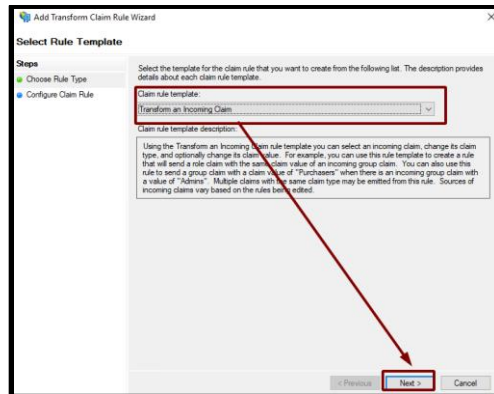 Add Transform Claim Rule Wizard
Select Rule Template
Steps
Choose Rule Type
Configure Claim Rule
Select the template for the claim rule that you want to create from the following list. The description provides
details about each claim rule template.
Claim rule template:
Transform an Incoming Claim
Claim rule template description:
Using the Transform an Incoming Claim rule template you can select an incoming claim, change its claim
type, and optionally change its claim value. For example, you can use this rule template to create a rule
that will send a role claim with the same claim value of an incoming group claim. You can also use this
rule to send a group claim with a claim value of "Purchasers" when there is an incoming group claim with
a value of "Admins". Multiple claims with the same claim type may be emitted from this rule. Sources of
incoming claims vary based on the rules being edited.
< Previous
Next >
Cancel